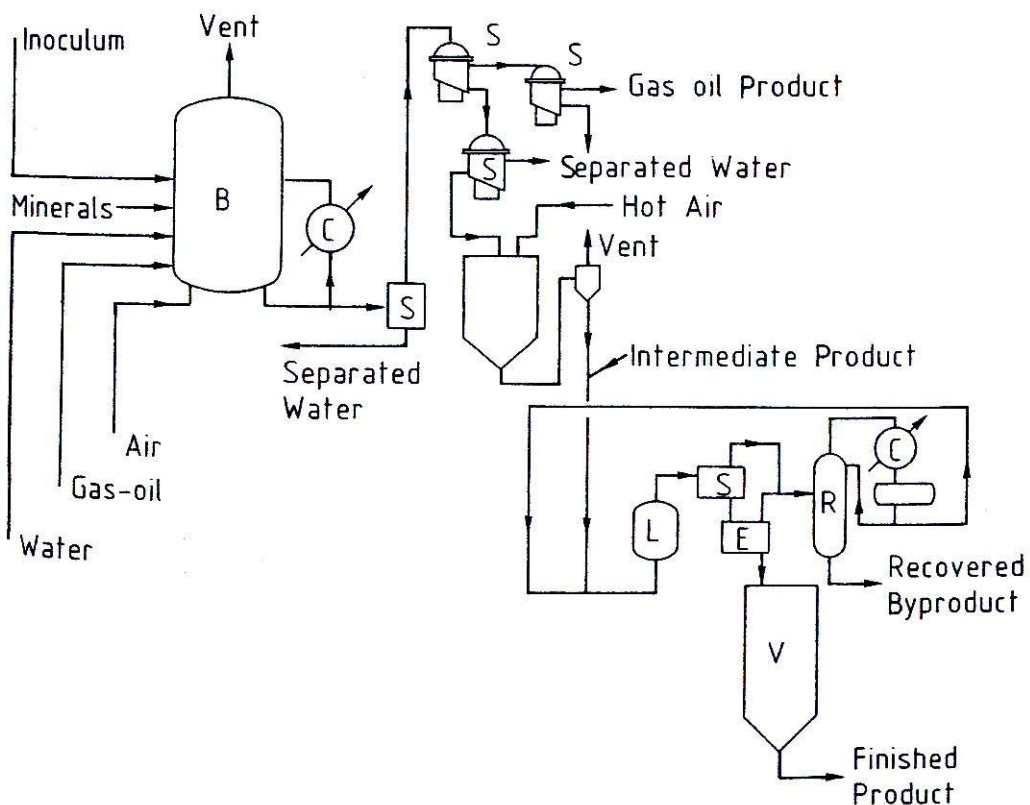 Inoculum
Vent
S
S
Gas oil Product
B
Minerals
C
S
Separated Water
Hot Air
Vent
S
Separated
Water
Intermediate Product
Air
Gas-oil
Water
C
S
R
L
E
Recovered
Byproduct
V
Finished
Product